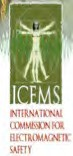 ICEMS
INTERNATIONAL
COMMISSION FOR
ELECTROMAGNETIC
SAFETY